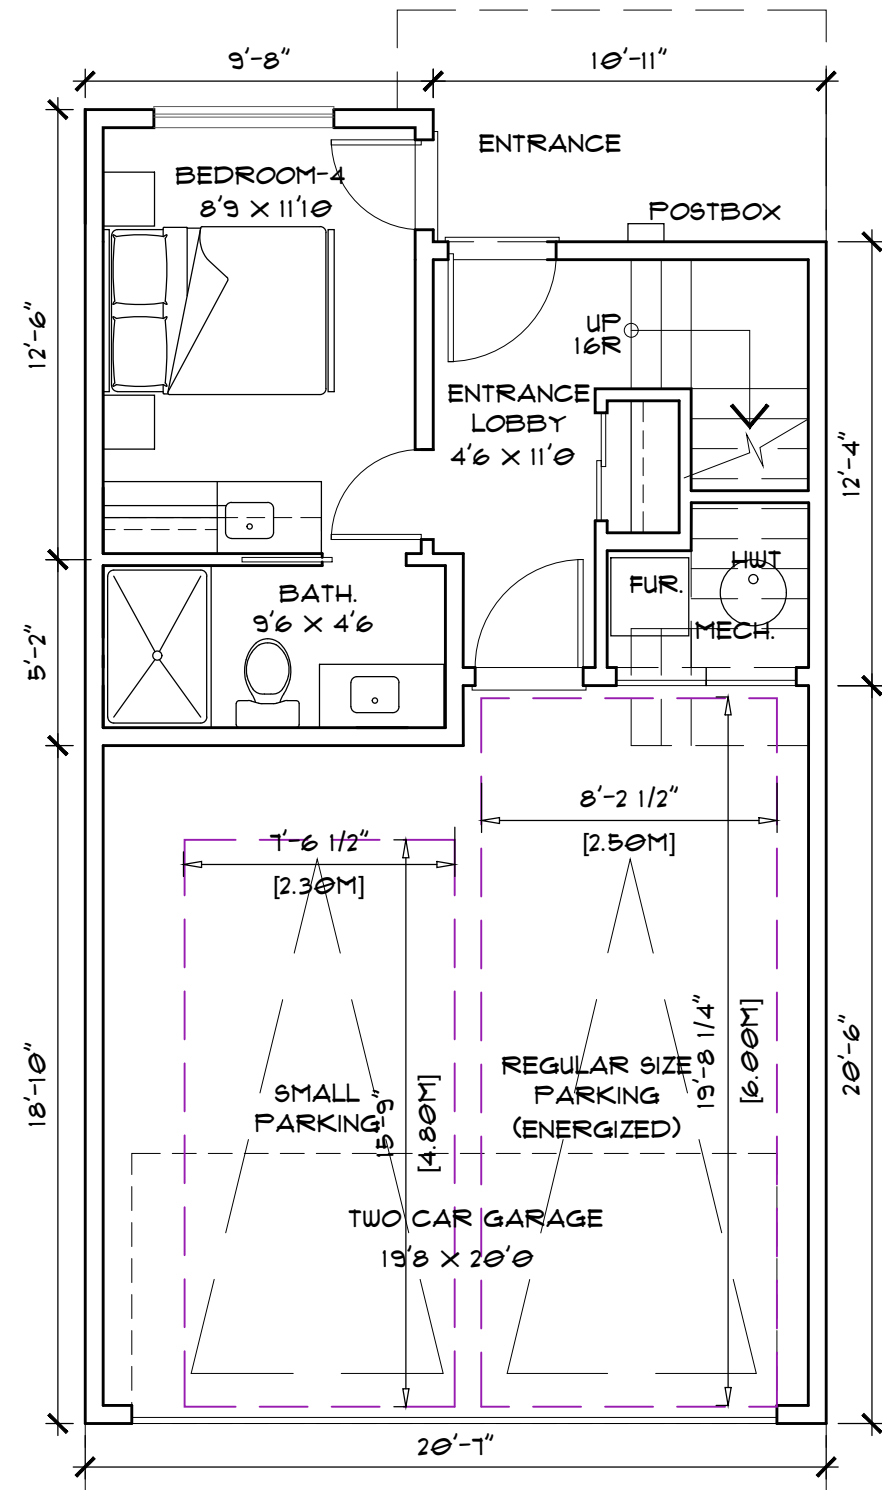 9'-8"
10'-11"
ENTRANCE
BEDROOM-4
8'9 X 11'10
POSTBOX
UP
16R
12'-6"
ENTRANCE
LOBBY
4'6 X 11'0
12'-4"
HWT
FUR.
MECH.
BATH.
9'6 X 4'6
5'-2"
8'-2 1/2"
[2.50M]
7'-6 1/2"
[2.30M]
19'-8 1/4"
[6.00M]
REGULAR SIZE
PARKING
(ENERGIZED)
SMALL
PARKING
15'-9"
[4.80M]
18'-10"
20'-6"
TWO CAR GARAGE
19'8 X 20'0
20'-7"